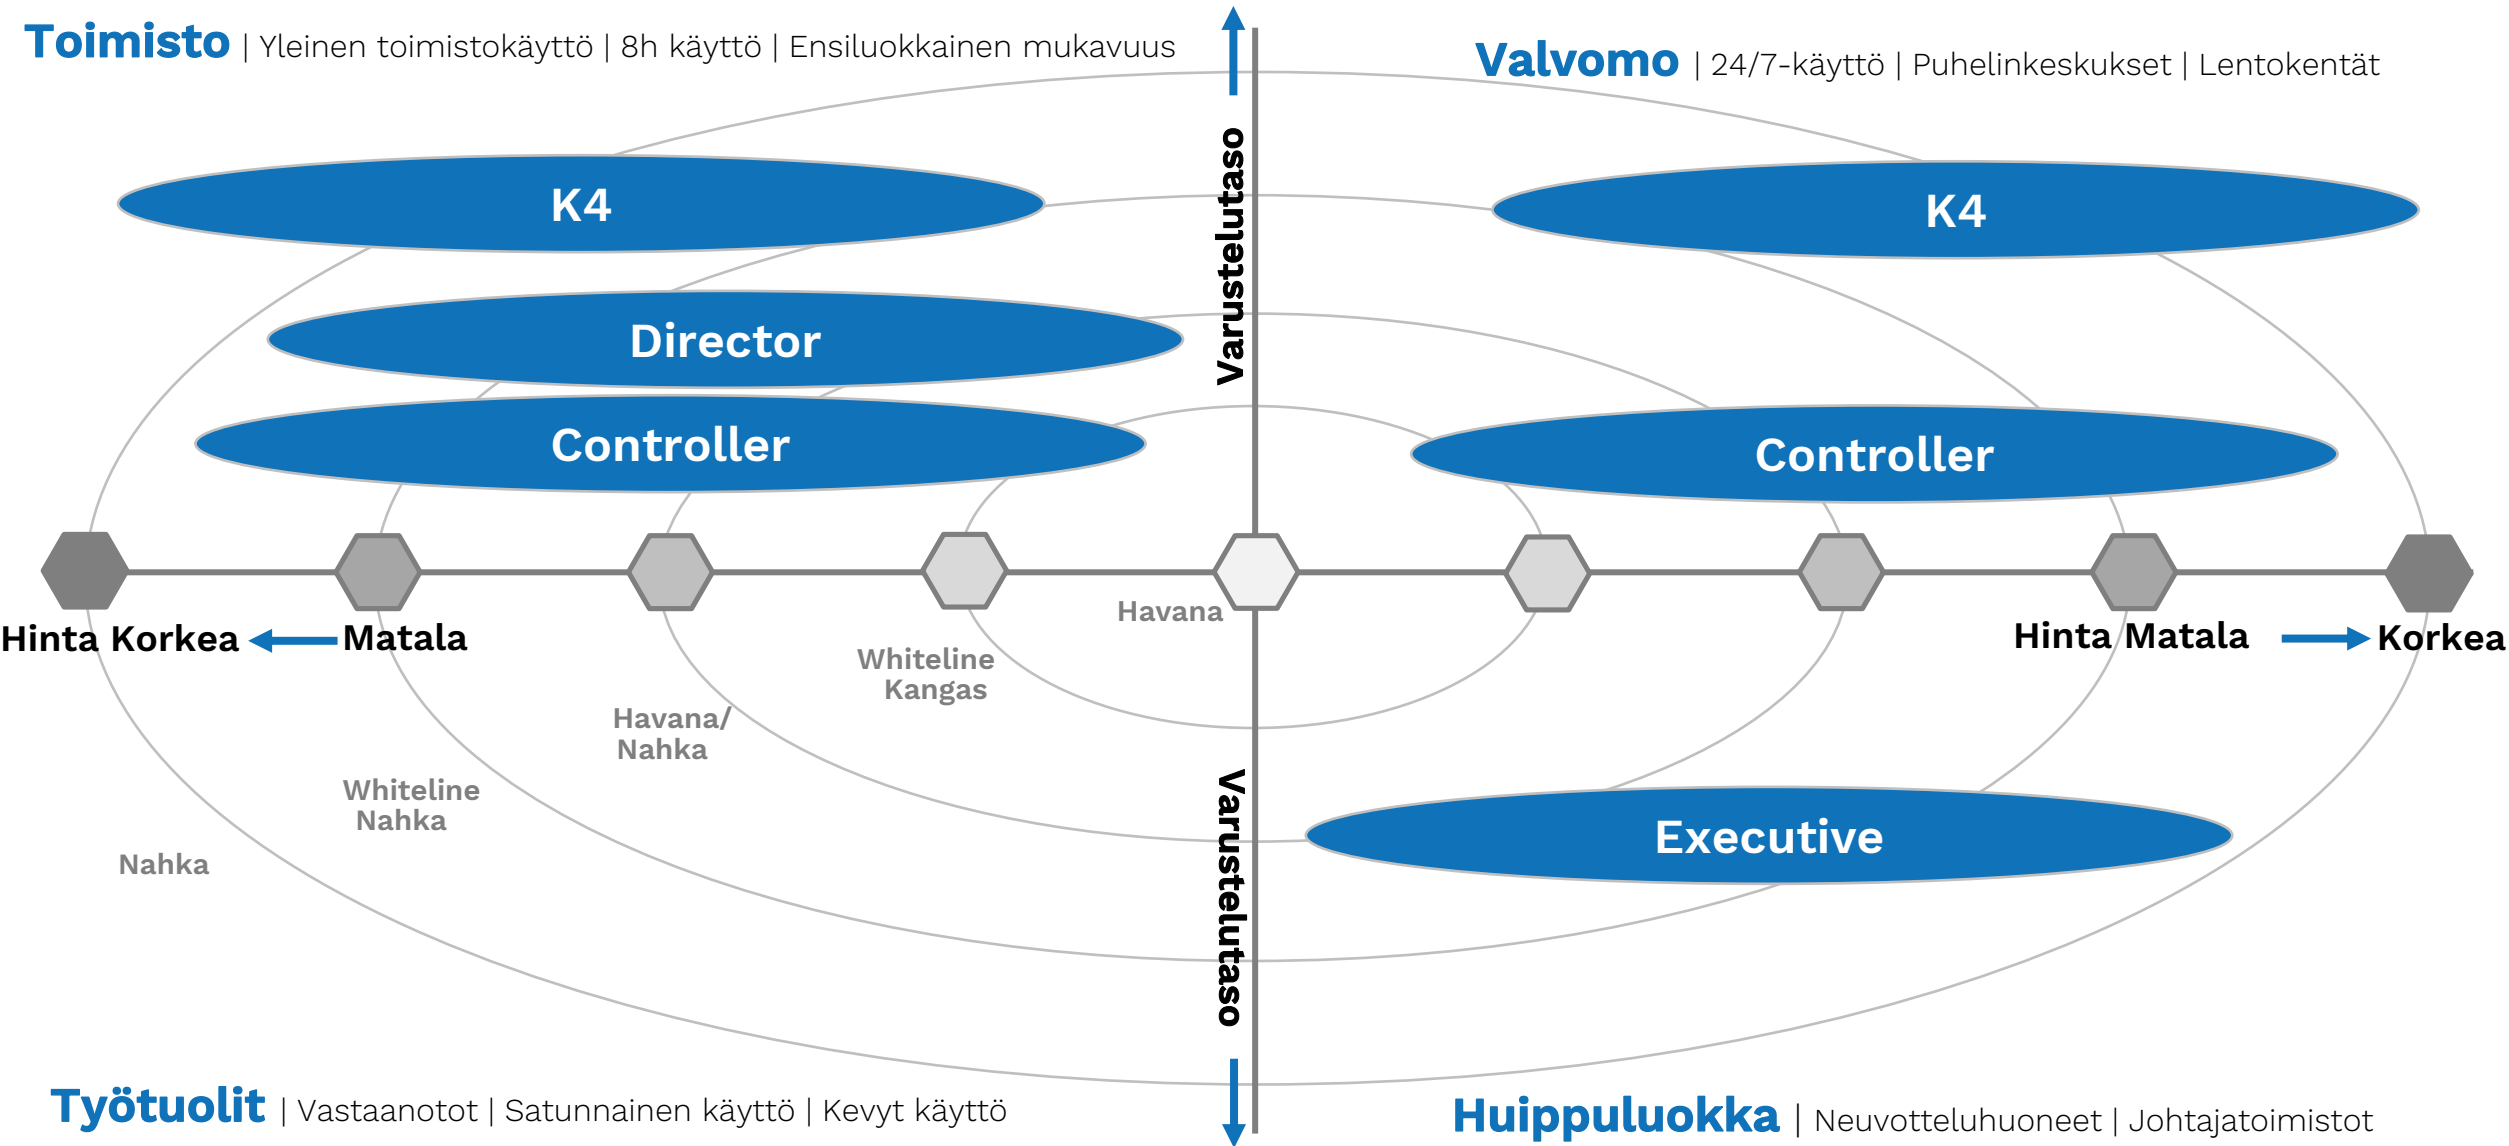 Toimisto | Yleinen toimistokäyttö | 8h käyttö | Ensiluokkainen mukavuus
Valvomo | 24/7-käyttö | Puhelinkeskukset | Lentokentät
Varustelutaso
K4
K4
Director
Controller
Controller
Hinta Korkea
Matala
Havana
Hinta Matala
Korkea
Whiteline
Kangas
Havana/
Nahka
Whiteline
Nahka
Nahka
Varustelutaso
Executive
Työtuolit | Vastaanotot | Satunnainen käyttö | Kevyt käyttö
Huippuluokka | Neuvotteluhuoneet | Johtajatoimistot